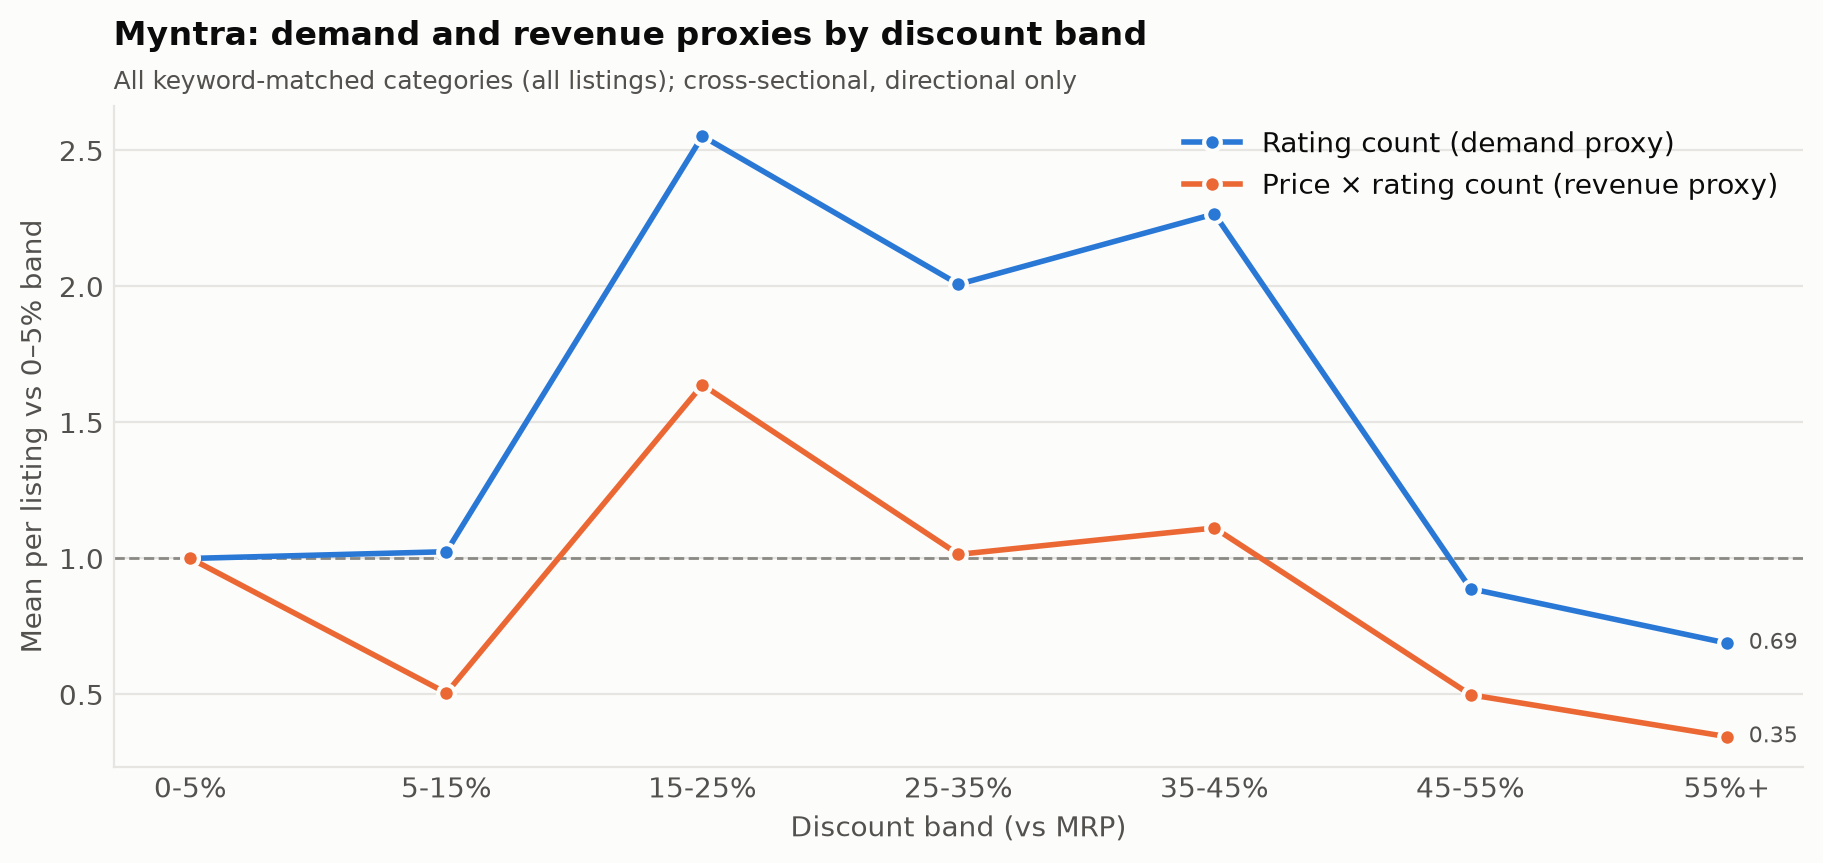 Myntra: demand and revenue proxies by discount band
All keyword-matched categories (all listings); cross-sectional, directional only
Rating count (demand proxy)
Price × rating count (revenue proxy)
Mean per listing vs 0–5% band
2.5
2.0
1.5
1.0
0.5
0.69
0.35
0-5%
5-15%
15-25%
25-35%
35-45%
45-55%
55%+
Discount band (vs MRP)